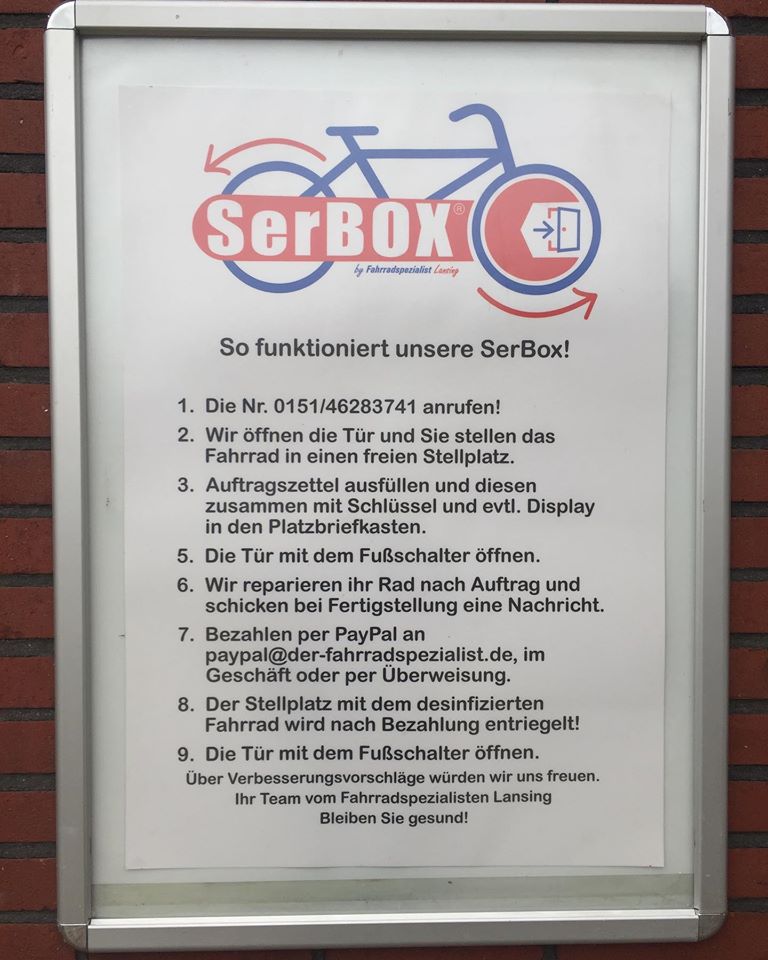 SerBOX®
by Fahrradspezialist Lansing
So funktioniert unsere SerBox!
1. Die Nr. 0151/46283741 anrufen!
2. Wir öffnen die Tür und Sie stellen das
Fahrrad in einen freien Stellplatz.
3. Auftragszettel ausfüllen und diesen
zusammen mit Schlüssel und evtl. Display
in den Platzbriefkasten.
5. Die Tür mit dem Fußschalter öffnen.
6. Wir reparieren ihr Rad nach Auftrag und
schicken bei Fertigstellung eine Nachricht.
7. Bezahlen per PayPal an
paypal@der-fahrradspezialist.de, im
Geschäft oder per Überweisung.
8. Der Stellplatz mit dem desinfizierten
Fahrrad wird nach Bezahlung entriegelt!
9. Die Tür mit dem Fußschalter öffnen.
Über Verbesserungsvorschläge würden wir uns freuen.
Ihr Team vom Fahrradspezialisten Lansing
Bleiben Sie gesund!